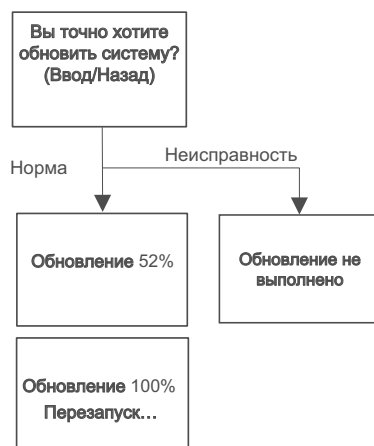 Вы точно хотите
обновить систему?
(Ввод/Назад)
Неисправность
Норма
Обновление 52%
Обновление не
выполнено
Обновление 100%
Перезапуск...